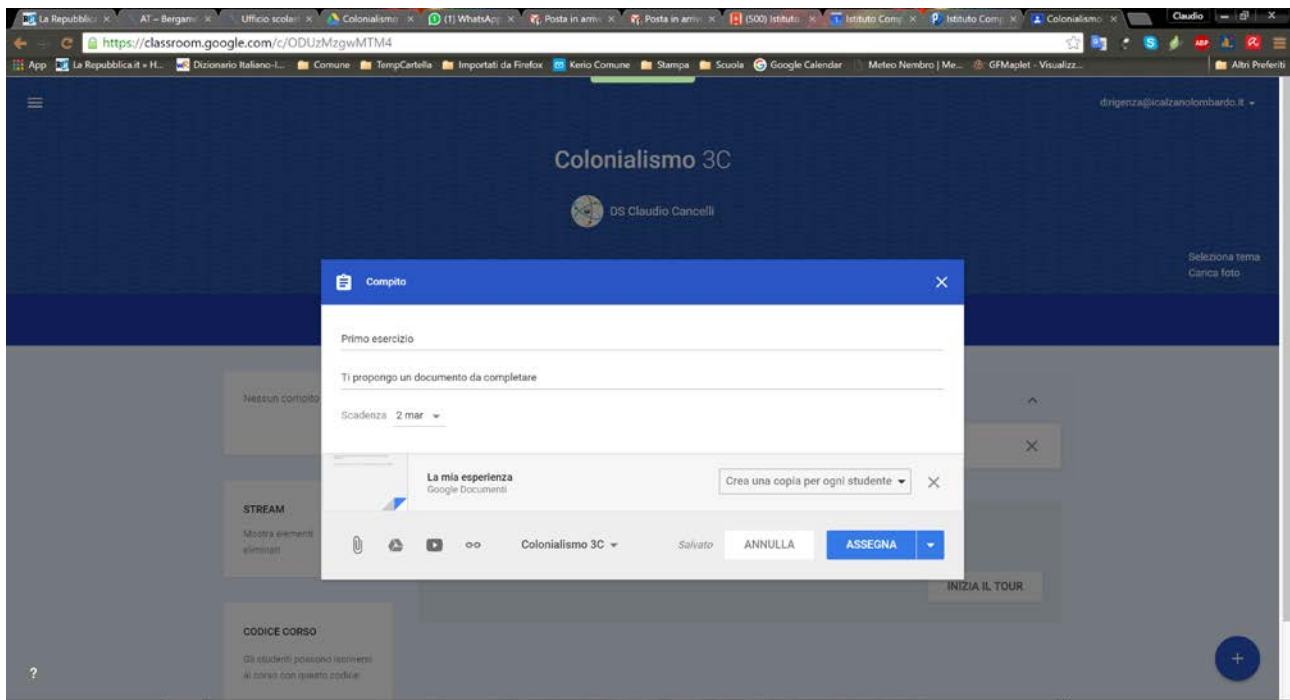 La Repubblica
AT – Bergamo
Ufficio scolas
Colonialismo
(1) WhatsApp
Posta in arriv
Posta in arriv
(500) Istituto
Istituto Comp
Istituto Comp
Colonialismo
Claudio
https://classroom.google.com/c/ODUzMzgwMTM4
App La Repubblica.it » H... Dizionario Italiano-I... Comune TempCartella Importati da Firefox Kerio Comune Stampa Scuola Google Calendar Meteo Nembro | Me... GFMaplet - Visualizz... Altri Preferiti
dirigenza@icalzanolombardo.it
Colonialismo 3C
DS Claudio Cancelli
Seleziona tema
Carica foto
Compito
Primo esercizio
Ti propongo un documento da completare
Scadenza 2 mar
Nessun compito
La mia esperienza
Google Documenti
Crea una copia per ogni studente
STREAM
Mostra elementi
eliminati
Colonialismo 3C
Salvato
ANNULLA
ASSEGNA
INIZIA IL TOUR
CODICE CORSO
Gli studenti possono iscriversi
al corso con questo codice:
?
+